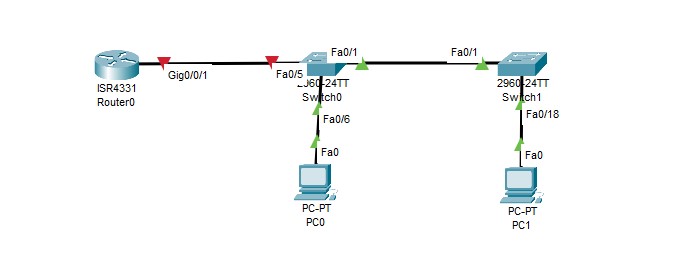 Fa0/1
Fa0/1
Gig0/0/1
Fa0/5
ISR4331
Router0
2960-24TT
Switch0
2960-24TT
Switch1
Fa0/6
Fa0/18
Fa0
Fa0
PC-PT
PC0
PC-PT
PC1